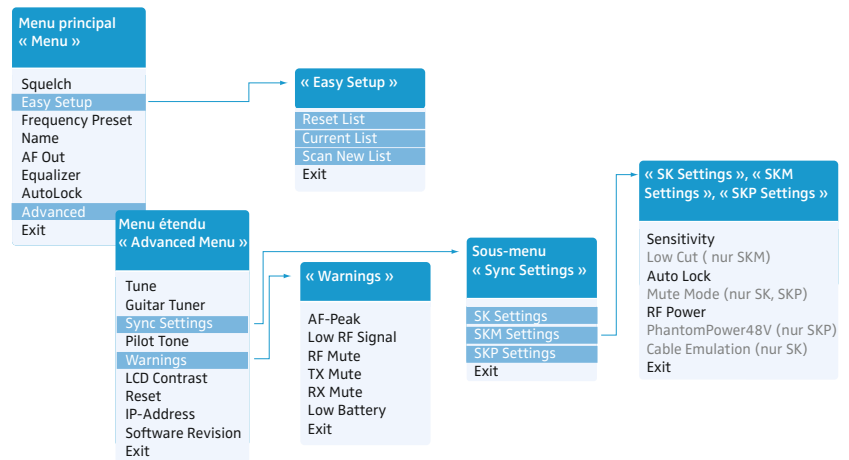 Menu principal
« Menu »
Squelch
Easy Setup
Frequency Preset
Name
AF Out
Equalizer
AutoLock
Advanced
Exit
« Easy Setup »
Reset List
Current List
Scan New List
Exit
Menu étendu
« Advanced Menu »
Tune
Guitar Tuner
Sync Settings
Pilot Tone
Warnings
LCD Contrast
Reset
IP-Address
Software Revision
Exit
« Warnings »
AF-Peak
Low RF Signal
RF Mute
TX Mute
RX Mute
Low Battery
Exit
Sous-menu
« Sync Settings »
SK Settings
SKM Settings
SKP Settings
Exit
« SK Settings », « SKM
Settings », « SKP Settings »
Sensitivity
Low Cut ( nur SKM)
Auto Lock
Mute Mode (nur SK, SKP)
RF Power
PhantomPower48V (nur SKP)
Cable Emulation (nur SK)
Exit